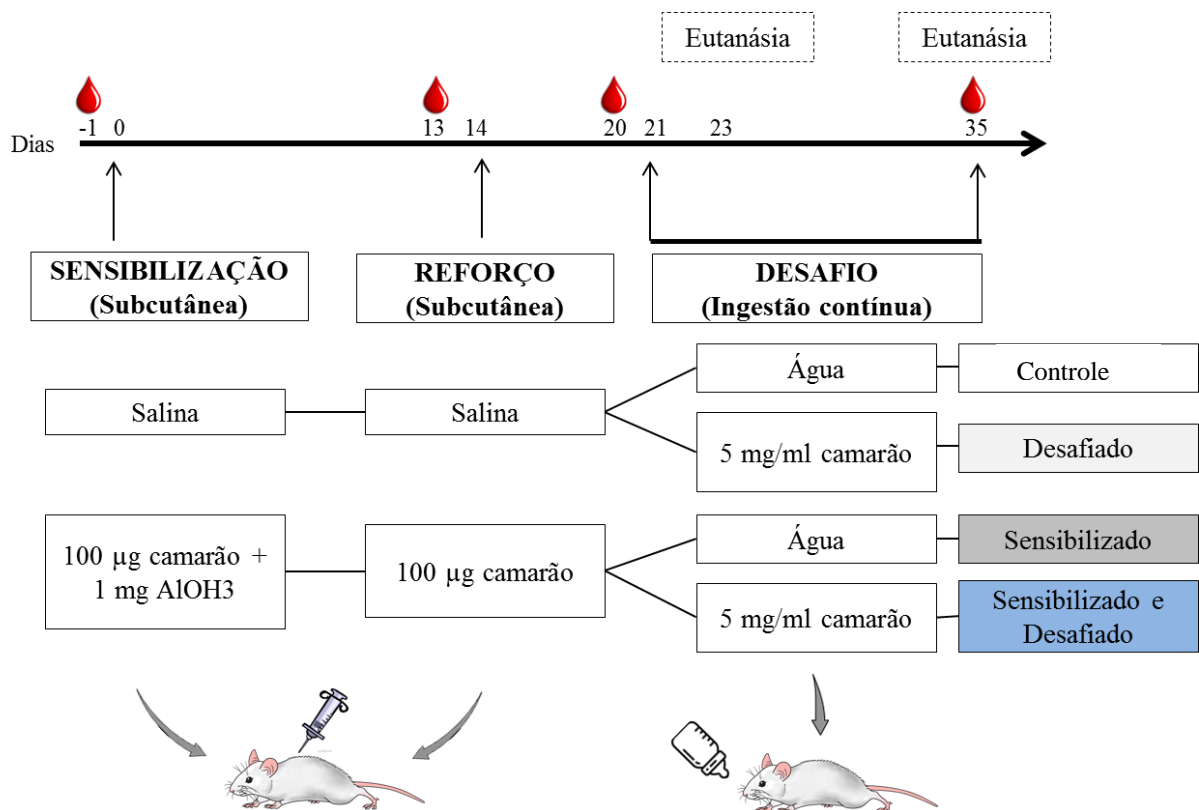 Eutanásia
Eutanásia
-1 0 13 14 20 21 23 35
Dias
SENSIBILIZAÇÃO
(Subcutânea)
REFORÇO
(Subcutânea)
DESAFIO
(Ingestão contínua)
Salina
Salina
Água
Controle
5 mg/ml camarão
Desafiado
100 µg camarão +
1 mg AlOH3
100 µg camarão
Água
Sensibilizado
5 mg/ml camarão
Sensibilizado e
Desafiado